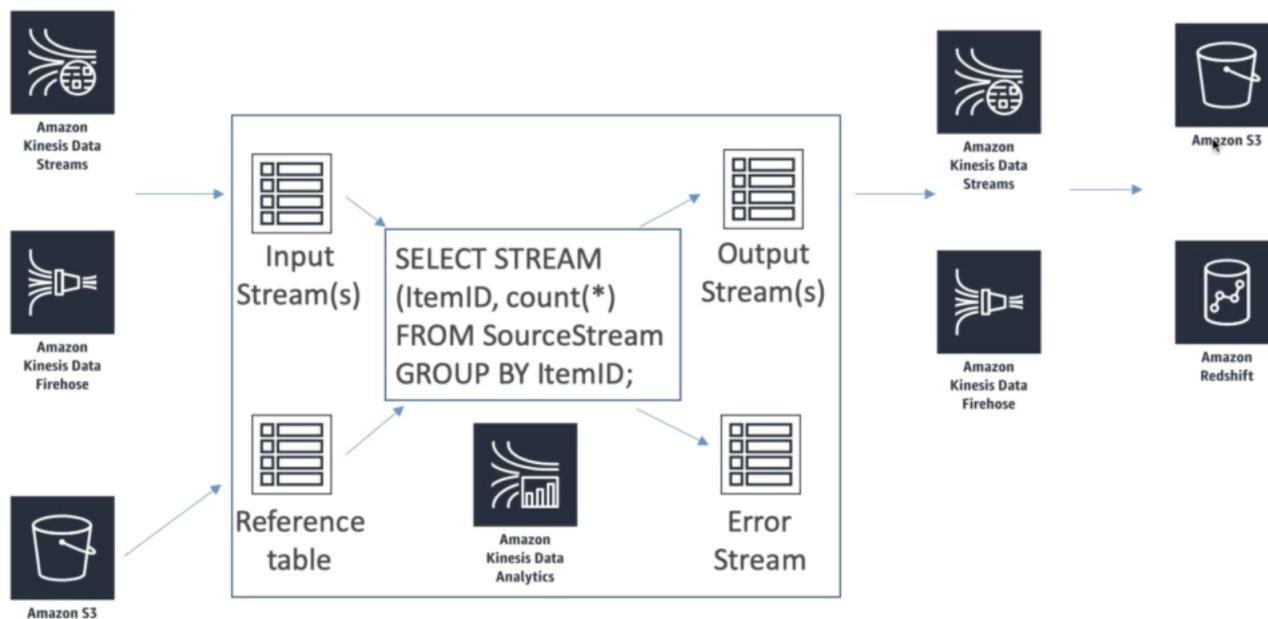 Amazon
Kinesis Data
Streams
Amazon
Kinesis Data
Firehose
Amazon S3
Input
Stream(s)
Reference
table
SELECT STREAM
(ItemID, count(*)
FROM SourceStream
GROUP BY ItemID;
Amazon
Kinesis Data
Analytics
Output
Stream(s)
Error
Stream
Amazon
Kinesis Data
Streams
Amazon
Kinesis Data
Firehose
Amazon S3
Amazon
Redshift